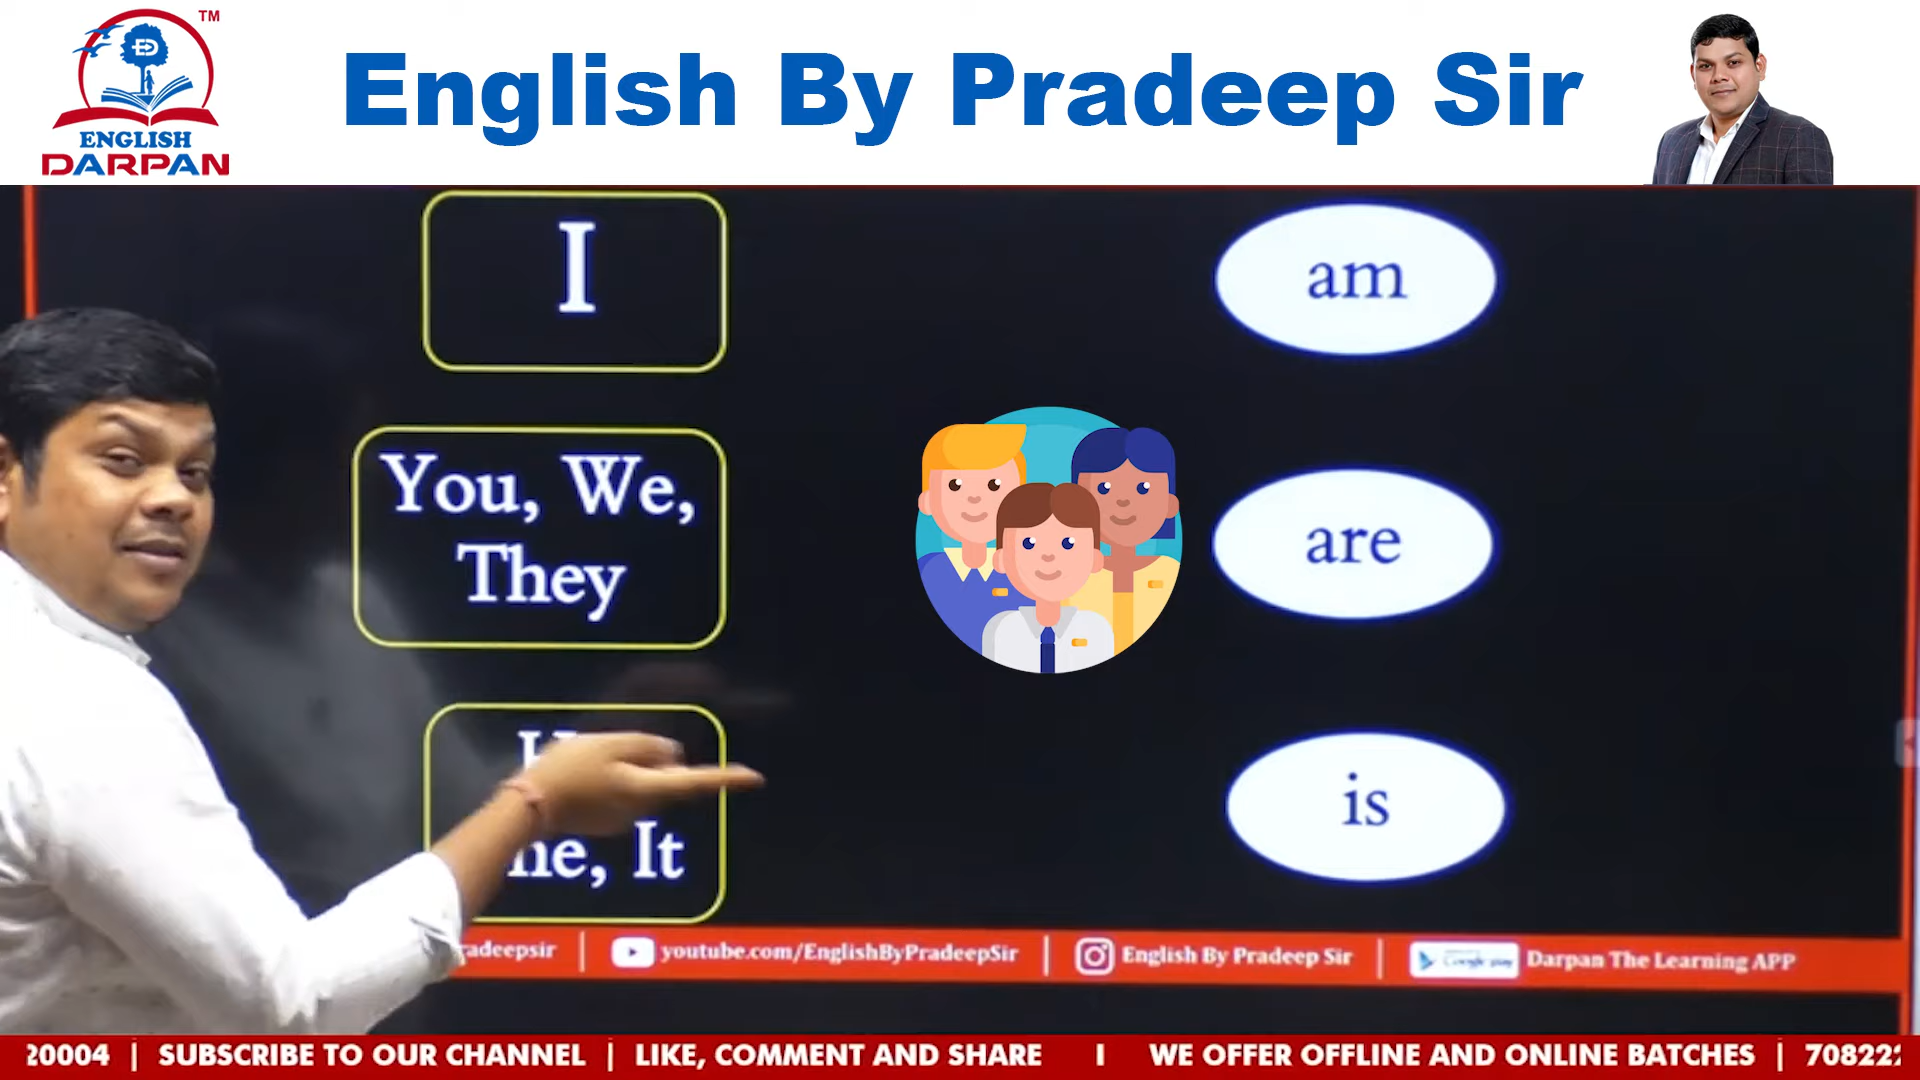 TM
ENGLISH
DARPAN
English By Pradeep Sir
I
am
You, We,
They
are
is
he, It
radeepsir | youtube.com/EnglishByPradeepSir | English By Pradeep Sir | Darpan The Learning APP
20004 | SUBSCRIBE TO OUR CHANNEL | LIKE, COMMENT AND SHARE | WE OFFER OFFLINE AND ONLINE BATCHES | 70822